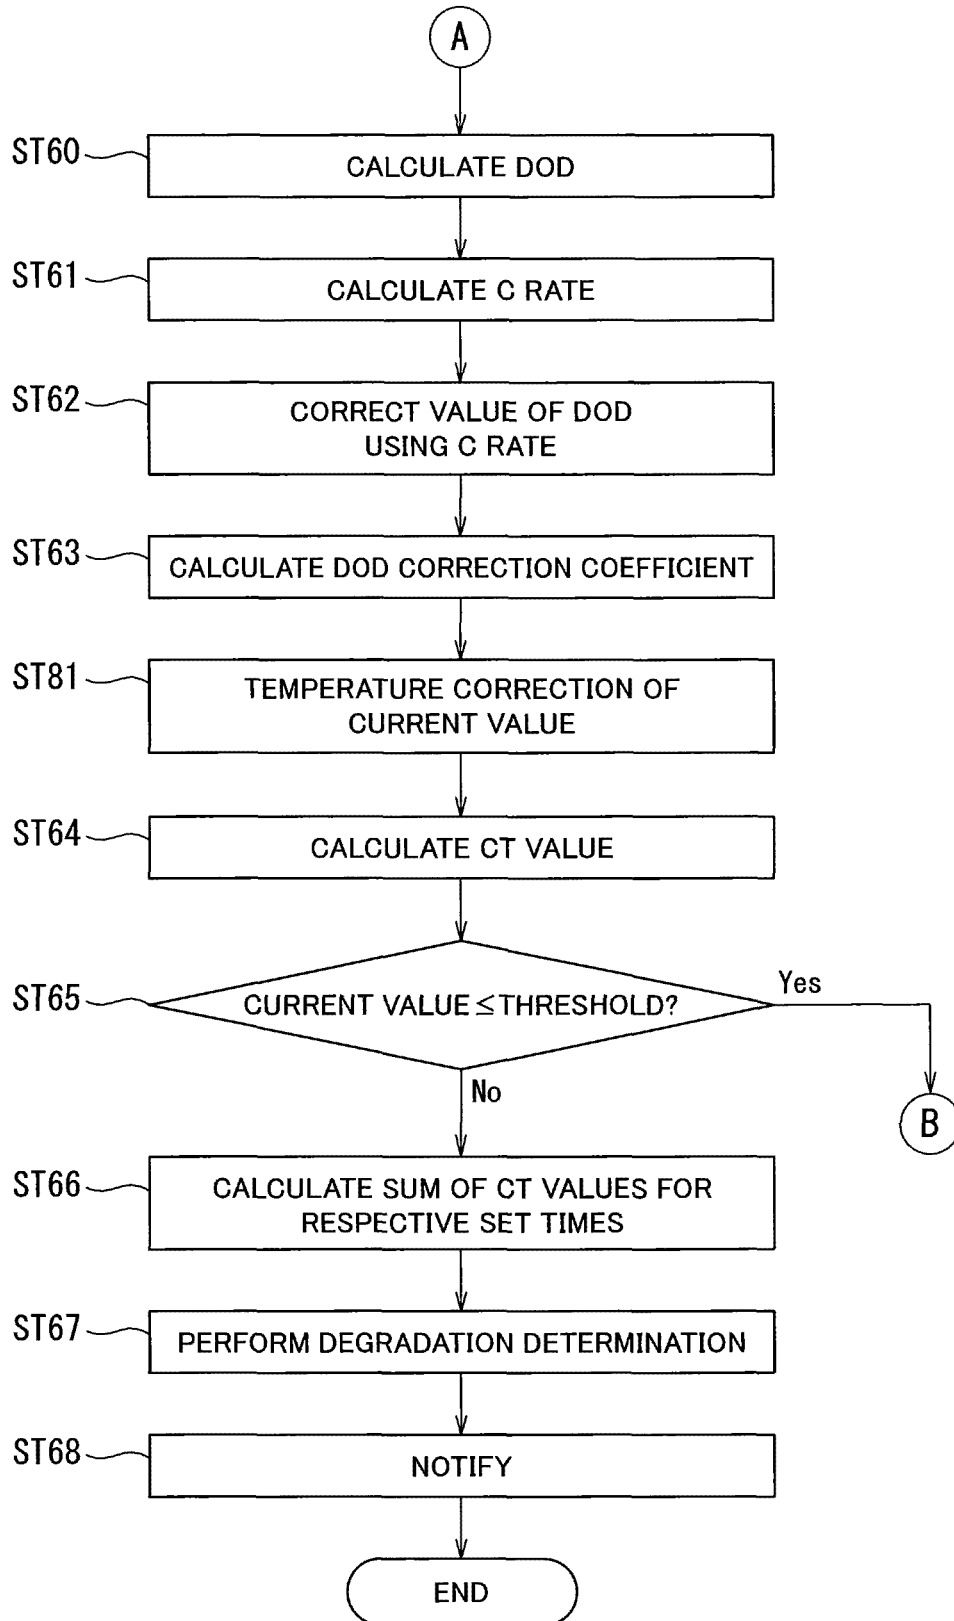 A
ST60
CALCULATE DOD
ST61
CALCULATE C RATE
ST62
CORRECT VALUE OF DOD
USING C RATE
ST63
CALCULATE DOD CORRECTION COEFFICIENT
ST81
TEMPERATURE CORRECTION OF
CURRENT VALUE
ST64
CALCULATE CT VALUE
ST65
CURRENT VALUE≤THRESHOLD?
Yes
No
B
ST66
CALCULATE SUM OF CT VALUES FOR
RESPECTIVE SET TIMES
ST67
PERFORM DEGRADATION DETERMINATION
ST68
NOTIFY
END